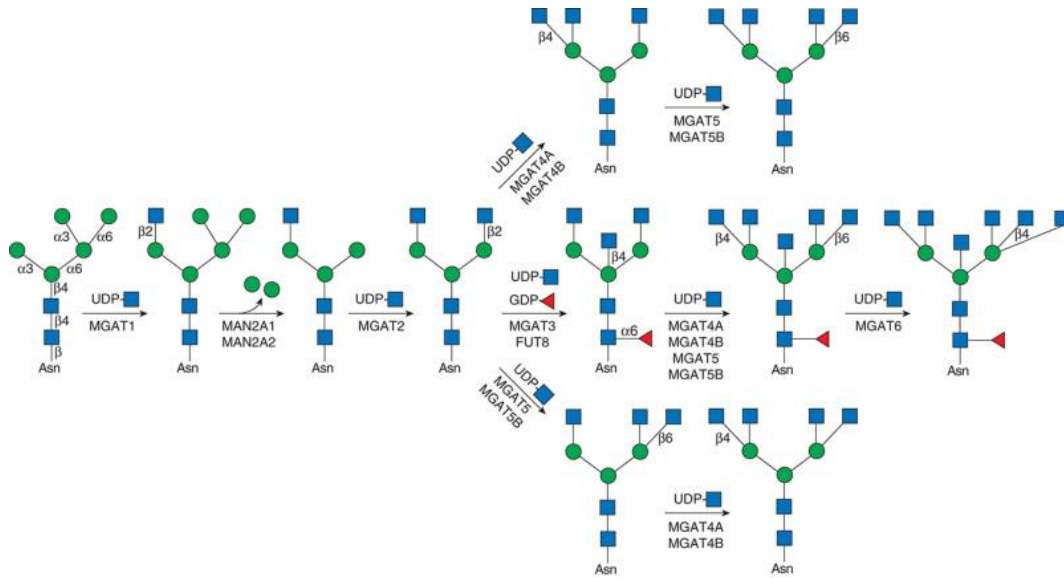 β4
Asn
UDP-
MGAT4A
MGAT4B
UDP-
MGAT5
MGAT5B
β6
Asn
α3
α3
α6
α6
β4
β4
β
Asn
UDP-
MGAT1
β2
Asn
MAN2A1
MAN2A2
Asn
UDP-
MGAT2
β2
Asn
UDP-
GDP-
MGAT3
FUT8
β4
α6
Asn
UDP-
MGAT4A
MGAT4B
MGAT5
MGAT5B
β4
β6
Asn
UDP-
MGAT6
β4
Asn
UDP-
MGAT5
MGAT5B
β6
Asn
UDP-
MGAT4A
MGAT4B
β4
Asn